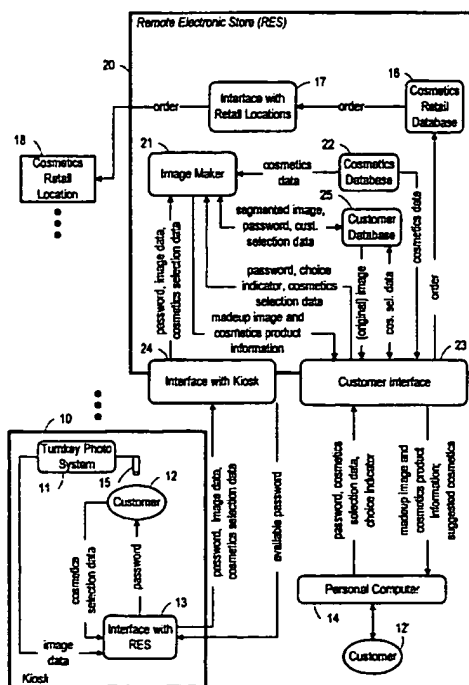 Remote Electronic Store (RES)
20
17
16
Interface with
Retail Locations
Cosmetics
Retail
Database
order
order
18
Cosmetics
Retail
Location
21
Image Maker
cosmetics
data
22
Cosmetics
Database
25
Customer
Database
segmented image,
password, cust.
selection data
password, choice
indicator, cosmetics
selection data
madeup image and
cosmetics product
information
password, image data,
cosmetics selection data
(original) image
cos. sel. data
cosmetics data
order
24
Interface with Kiosk
23
Customer interface
10
Turnkey Photo
System
11
15
12
Customer
cosmetics
selection data
password
13
Interface with
RES
image
data
Kiosk
password, image data,
cosmetics selection data
available password
password, cosmetics
selection data,
choice indicator
madeup image and
cosmetics product
information;
suggested cosmetics
Personal Computer
14
Customer
12'